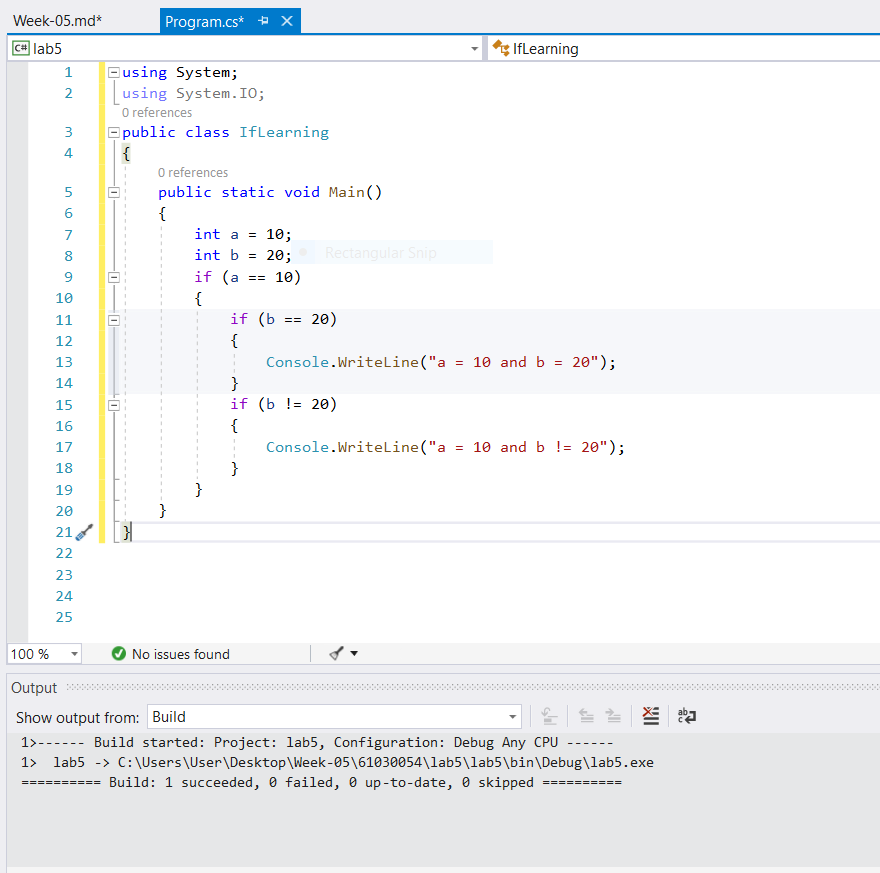 Week-05.md* Program.cs*
C# lab5 IfLearning
1 using System;
2 using System.IO;
0 references
3 public class IfLearning
4 {
0 references
5 public static void Main()
6 {
7 int a = 10;
8 int b = 20;
Rectangular Snip
9 if (a == 10)
10 {
11 if (b == 20)
12 {
13 Console.WriteLine("a = 10 and b = 20");
14 }
15 if (b != 20)
16 {
17 Console.WriteLine("a = 10 and b != 20");
18 }
19 }
20 }
21 }
22
23
24
25
100 % No issues found
Output
Show output from: Build
1>------ Build started: Project: lab5, Configuration: Debug Any CPU ------
1>  lab5 -> C:\Users\User\Desktop\Week-05\61030054\lab5\lab5\bin\Debug\lab5.exe
========== Build: 1 succeeded, 0 failed, 0 up-to-date, 0 skipped ==========